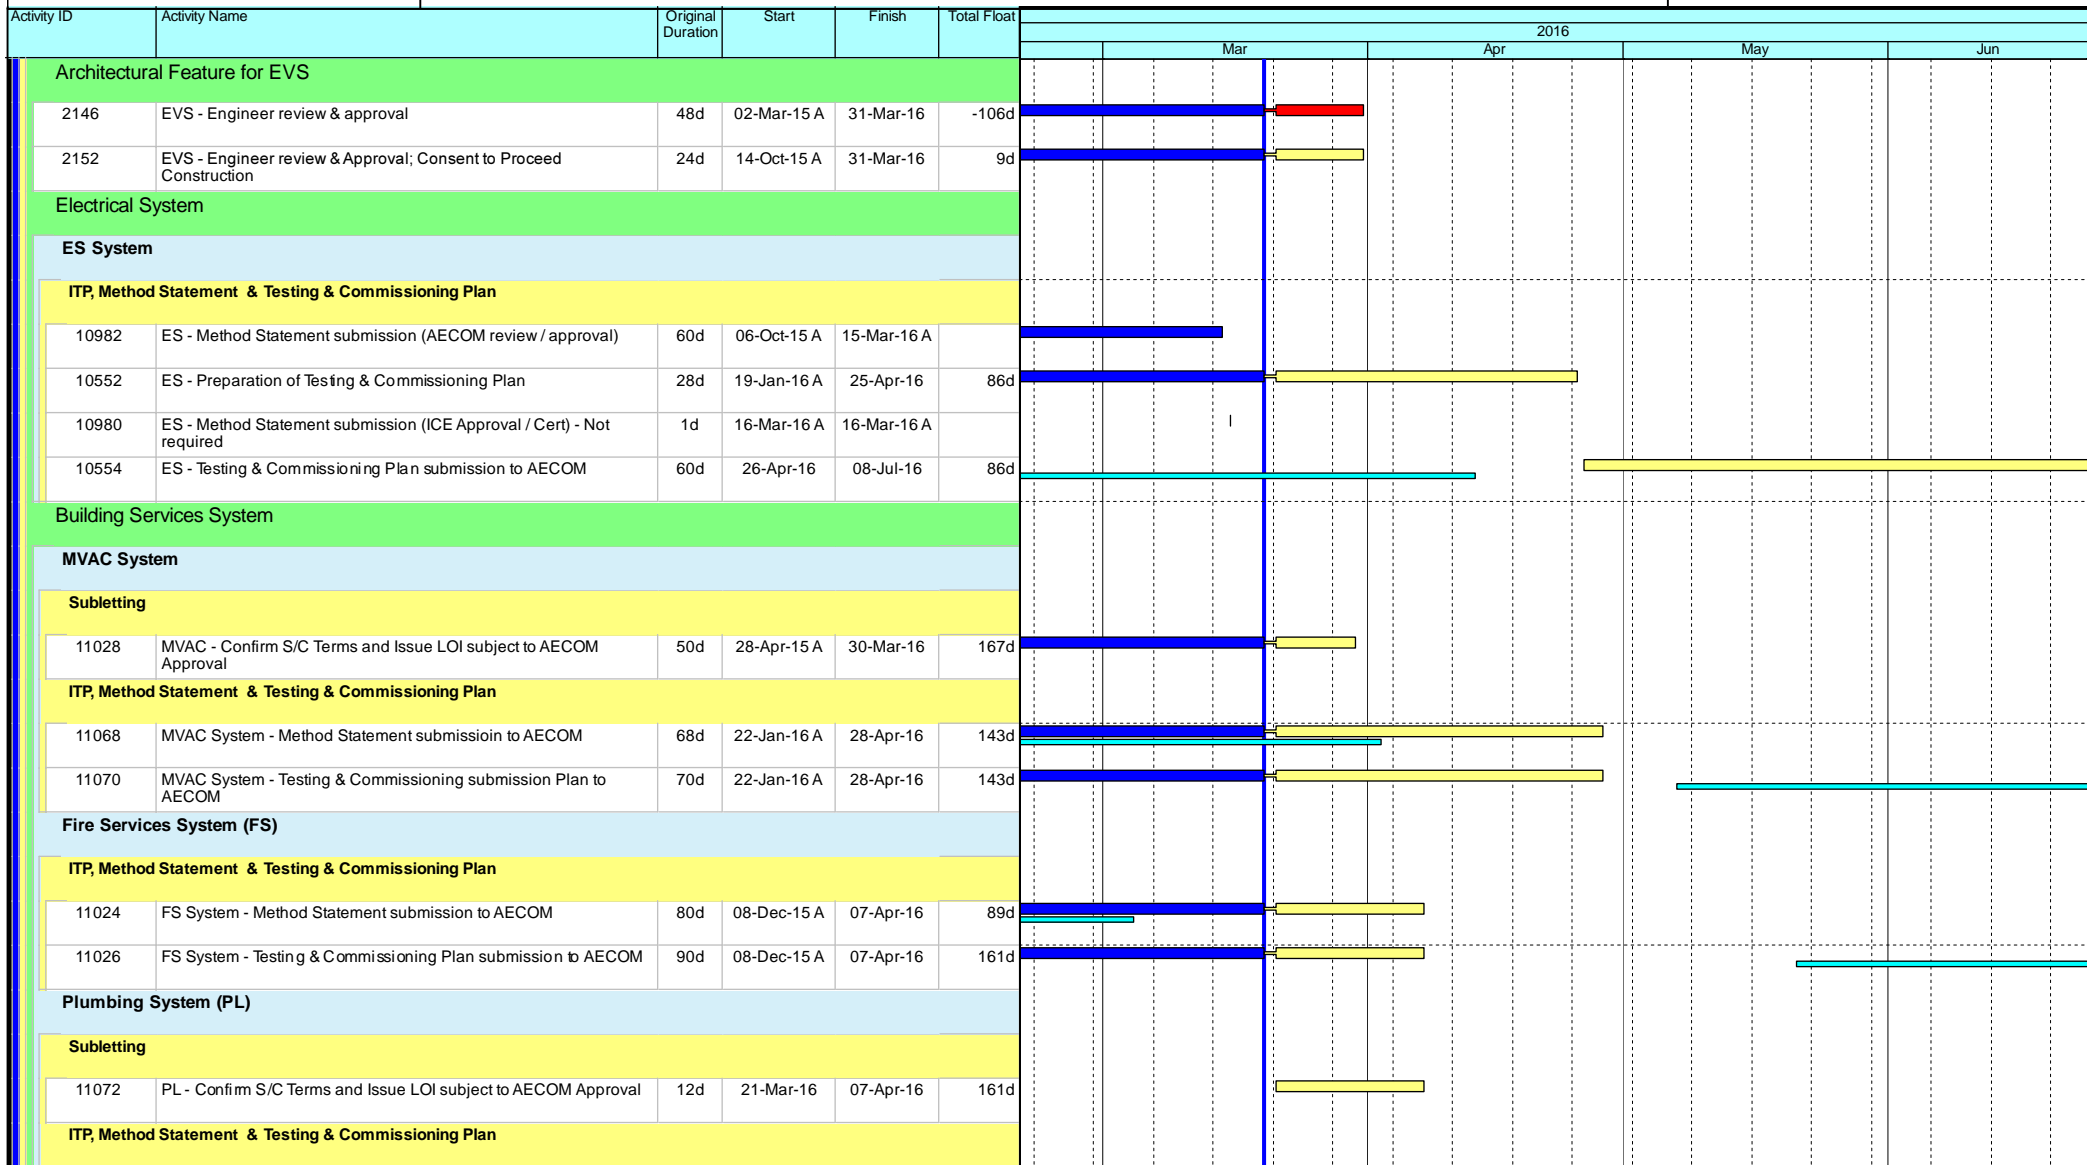 Activity ID Activity Name Original Duration Start Finish Total Float
2016
Mar Apr May Jun
Architectural Feature for EVS
2146 EVS - Engineer review & approval 48d 02-Mar-15 A 31-Mar-16 -106d
2152 EVS - Engineer review & Approval; Consent to Proceed 24d 14-Oct-15 A 31-Mar-16 9d
Construction
Electrical System
ES System
ITP, Method Statement & Testing & Commissioning Plan
10982 ES - Method Statement submission (AECOM review / approval) 60d 06-Oct-15 A 15-Mar-16 A
10552 ES - Preparation of Testing & Commissioning Plan 28d 19-Jan-16 A 25-Apr-16 86d
10980 ES - Method Statement submission (ICE Approval / Cert) - Not 1d 16-Mar-16 A 16-Mar-16 A
required
10554 ES - Testing & Commissioning Plan submission to AECOM 60d 26-Apr-16 08-Jul-16 86d
Building Services System
MVAC System
Subletting
11028 MVAC - Confirm S/C Terms and Issue LOI subject to AECOM 50d 28-Apr-15 A 30-Mar-16 167d
Approval
ITP, Method Statement & Testing & Commissioning Plan
11068 MVAC System - Method Statement submissioin to AECOM 68d 22-Jan-16 A 28-Apr-16 143d
11070 MVAC System - Testing & Commissioning submission Plan to 70d 22-Jan-16 A 28-Apr-16 143d
AECOM
Fire Services System (FS)
ITP, Method Statement & Testing & Commissioning Plan
11024 FS System - Method Statement submission to AECOM 80d 08-Dec-15 A 07-Apr-16 89d
11026 FS System - Testing & Commissioning Plan submission to AECOM 90d 08-Dec-15 A 07-Apr-16 161d
Plumbing System (PL)
Subletting
11072 PL - Confirm S/C Terms and Issue LOI subject to AECOM Approval 12d 21-Mar-16 07-Apr-16 161d
ITP, Method Statement & Testing & Commissioning Plan